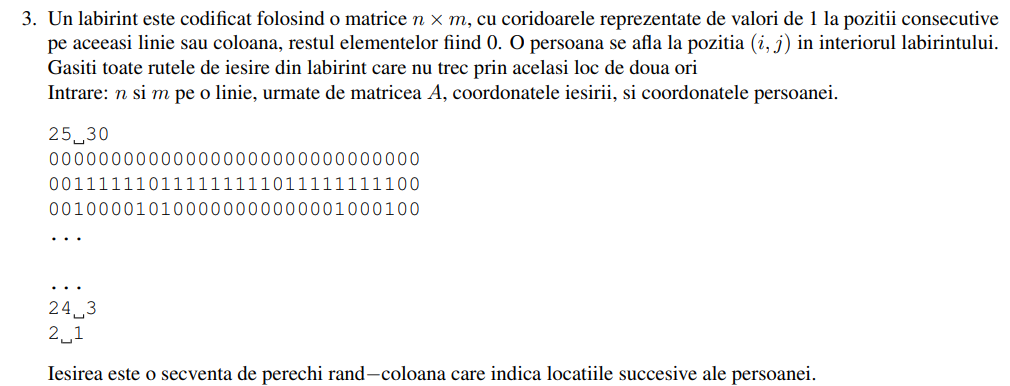 3. Un labirint este codificat folosind o matrice n × m, cu coridoarele reprezentate de valori de 1 la pozitii consecutive
pe aceeasi linie sau coloana, restul elementelor fiind 0. O persoana se afla la pozitia (i, j) in interiorul labirintului.
Gasiti toate rutele de iesire din labirint care nu trec prin acelasi loc de doua ori
Intrare: n si m pe o linie, urmate de matricea A, coordonatele iesirii, si coordonatele persoanei.
25␣30
000000000000000000000000000000
001111110111111111011111111100
001000010100000000000001000100
...
...
24␣3
2␣1
Iesirea este o secventa de perechi rand−coloana care indica locatiile succesive ale persoanei.